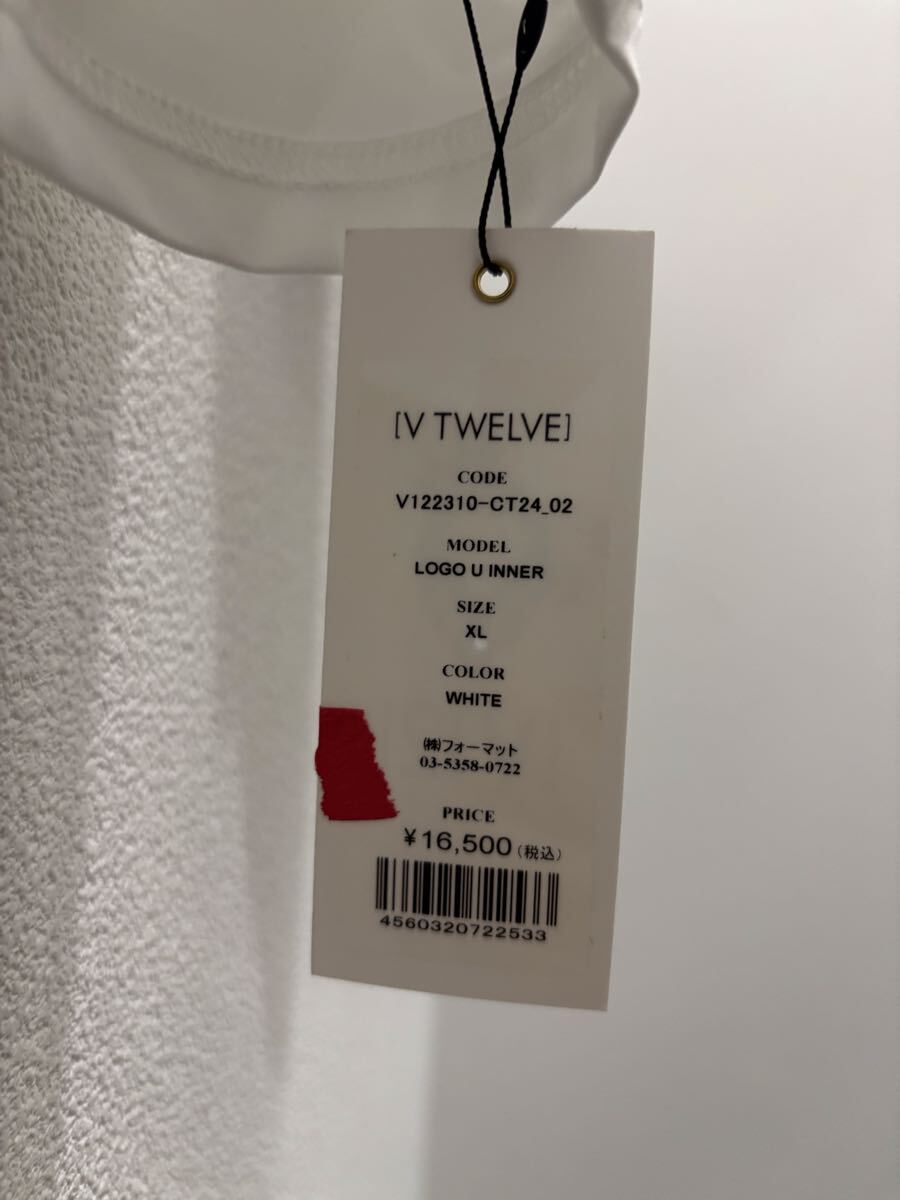 [V TWELVE]
CODE
V122310-CT24_02
MODEL
LOGO U INNER
SIZE
XL
COLOR
WHITE
㈱フォーマット
03-5358-0722
PRICE
¥16,500(税込)
4560320722533